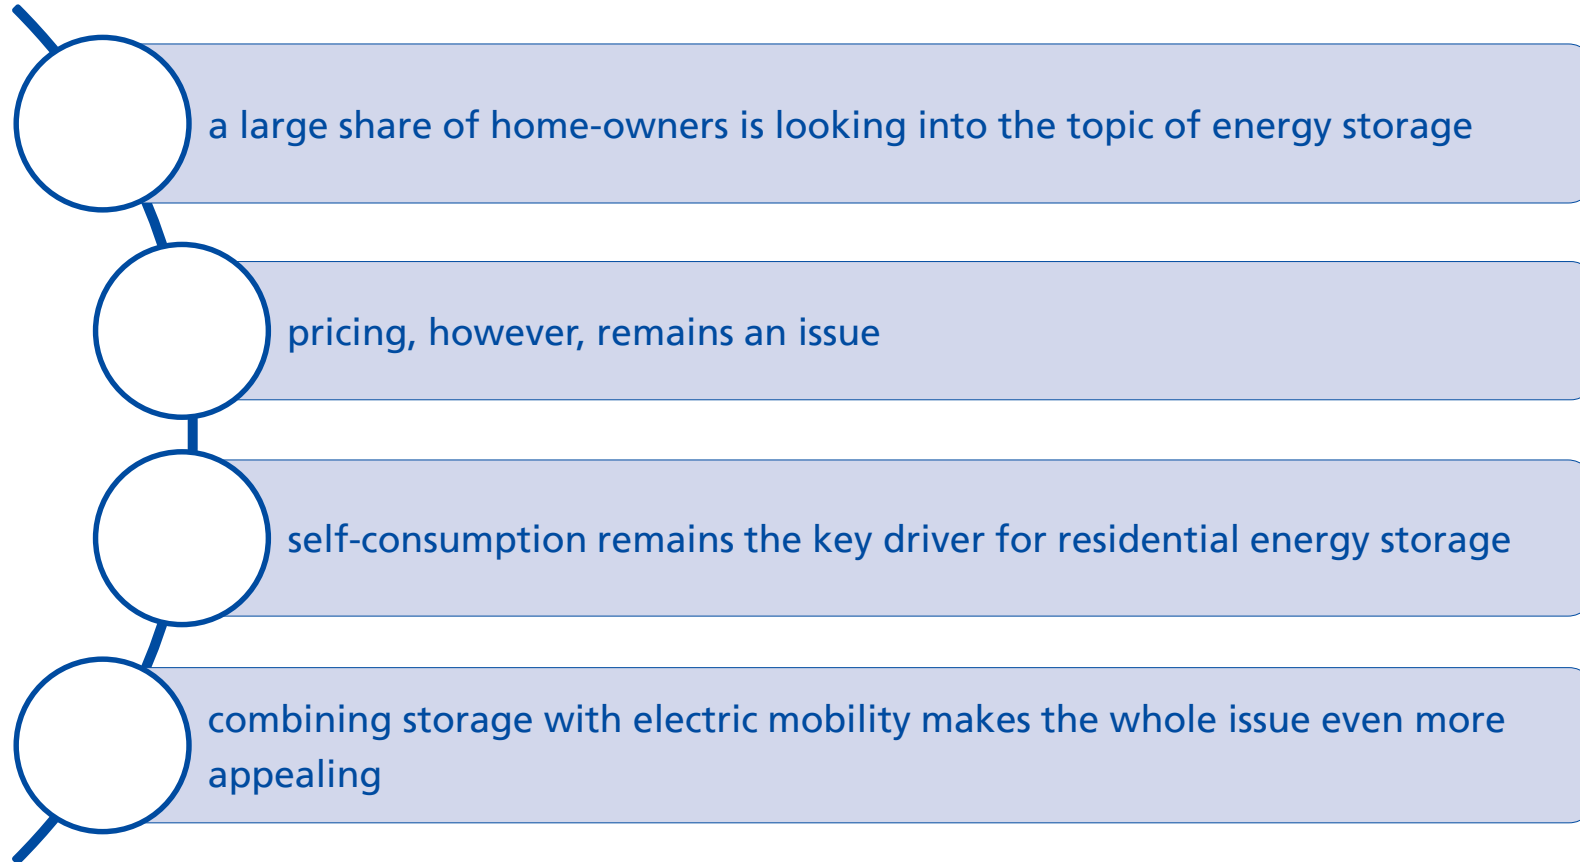 a large share of home-owners is looking into the topic of energy storage
pricing, however, remains an issue
self-consumption remains the key driver for residential energy storage
combining storage with electric mobility makes the whole issue even more
appealing